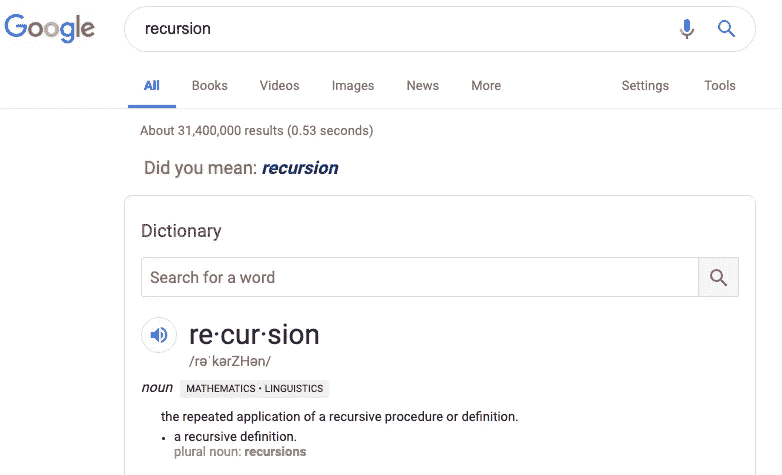 Google recursion
All Books Videos Images News More Settings Tools
About 31,400,000 results (0.53 seconds)
Did you mean: recursion
Dictionary
Search for a word
re·cur·sion
/rəˈkərZHən/
noun MATHEMATICS • LINGUISTICS
the repeated application of a recursive procedure or definition.
• a recursive definition.
plural noun: recursions